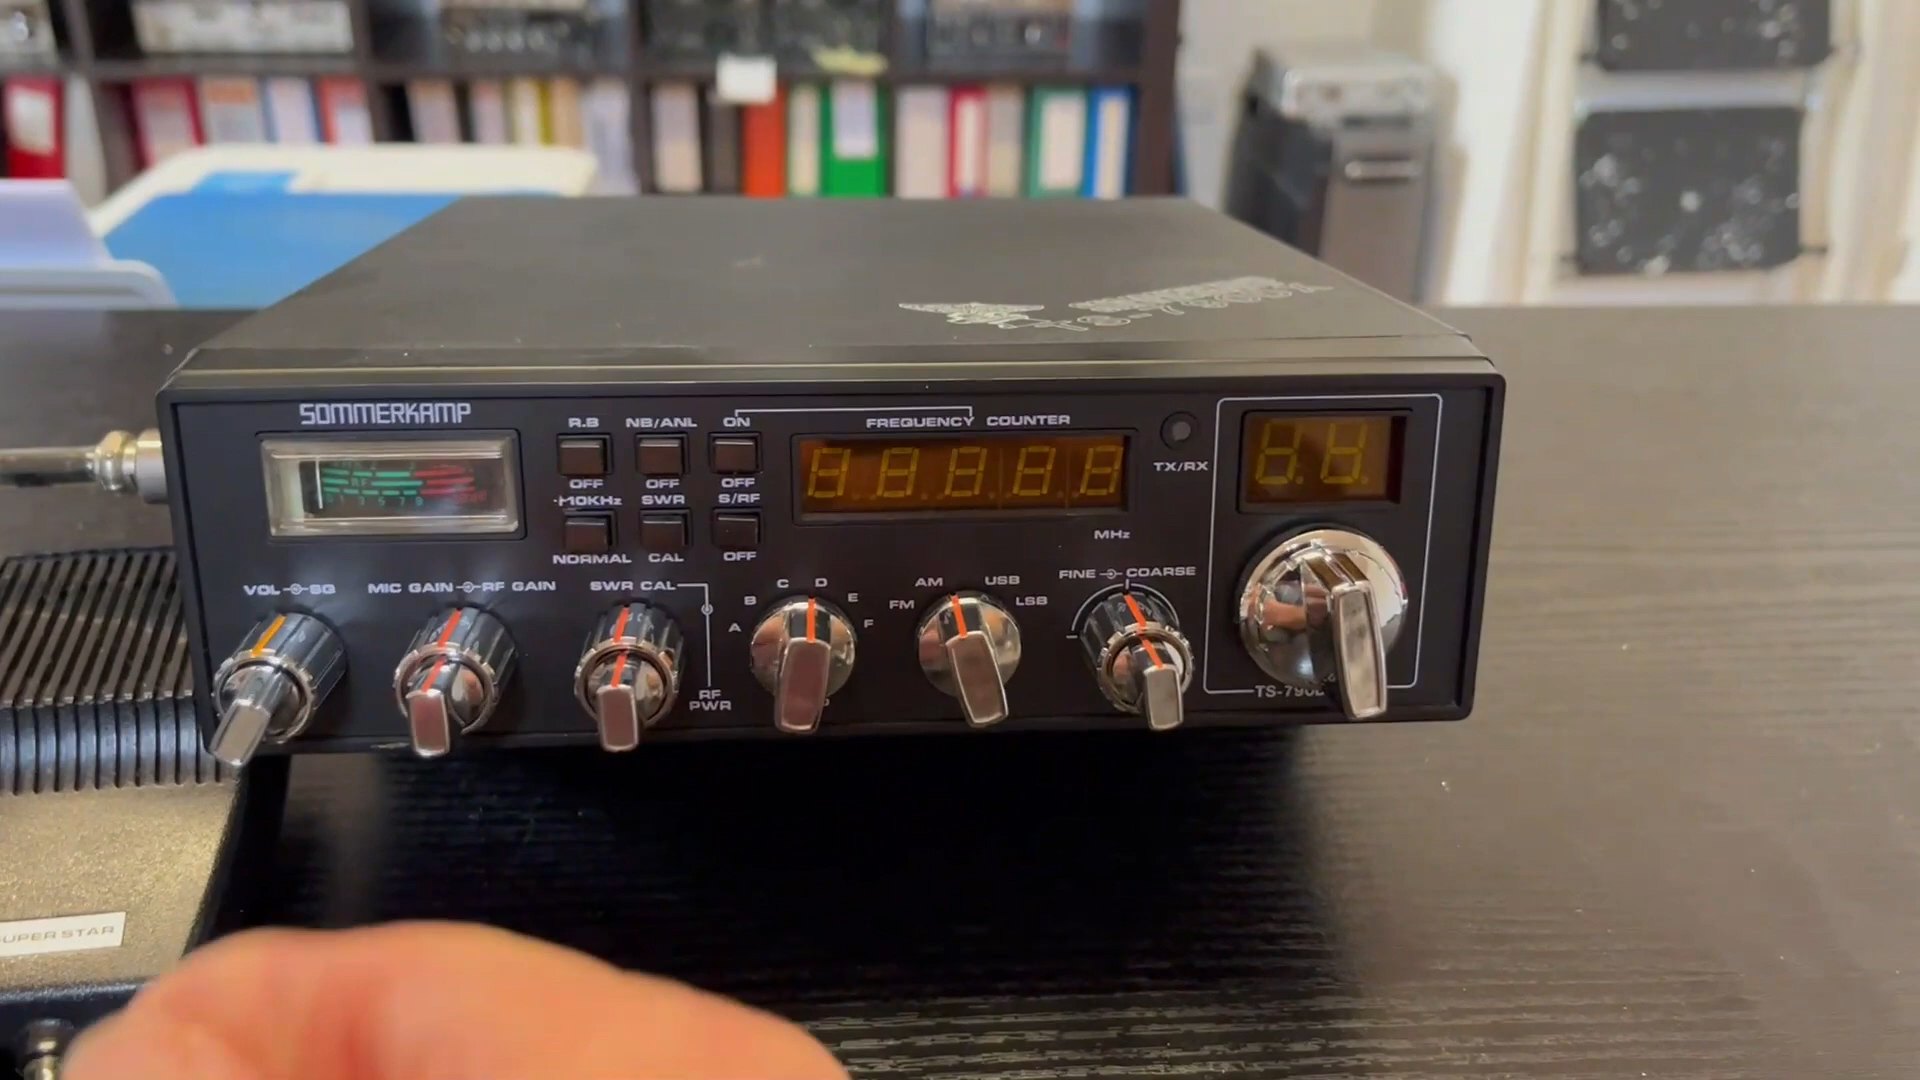 SOMMERKAMP
R.B NB/ANL ON
FREQUENCY COUNTER
OFF OFF OFF
+10KHz SWR S/RF
NORMAL CAL OFF
TX/RX
MHz
VOL SQ
MIC GAIN RF GAIN
SWR CAL
RF
PWR
A B C D E F
FM AM USB LSB
FINE COARSE
SUPER STAR